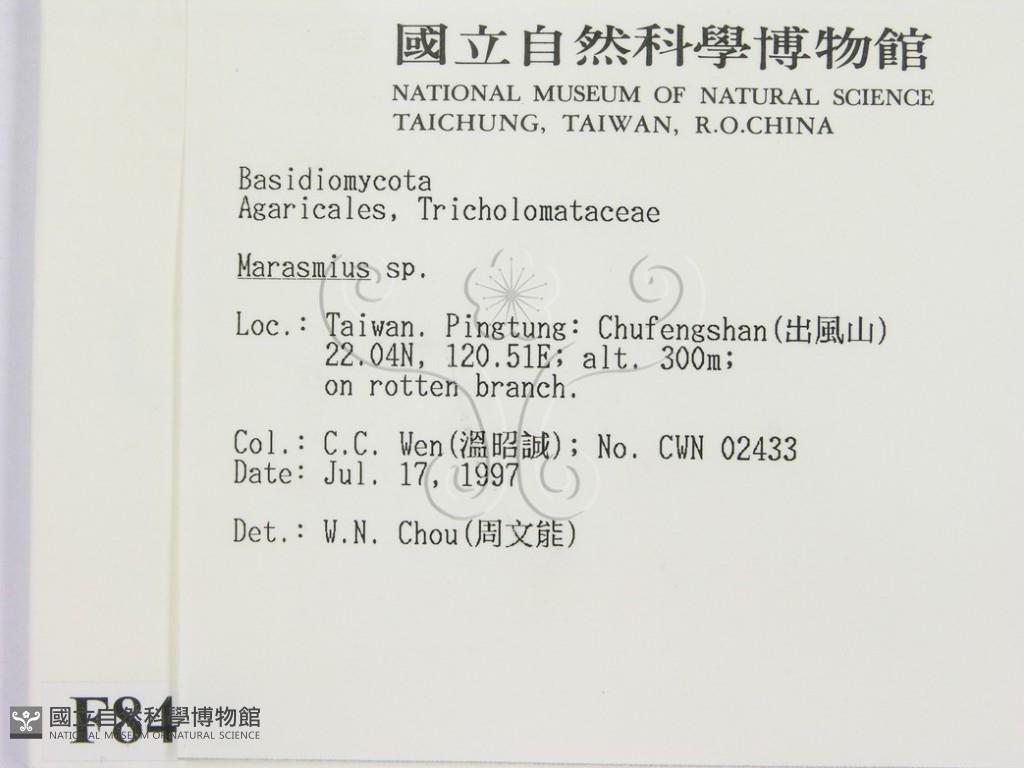 國立自然科學博物館
NATIONAL MUSEUM OF NATURAL SCIENCE
TAICHUNG, TAIWAN, R.O.CHINA
Basidiomycota
Agaricales, Tricholomataceae
Marasmius sp.
Loc.: Taiwan. Pingtung: Chufengshan(出風山)
22.04N, 120.51E; alt. 300m;
on rotten branch.
Col.: C.C. Wen(溫昭誠); No. CWN 02433
Date: Jul. 17, 1997
Det.: W.N. Chou(周文能)
F84
國立自然科學博物館
NATIONAL MUSEUM OF NATURAL SCIENCE